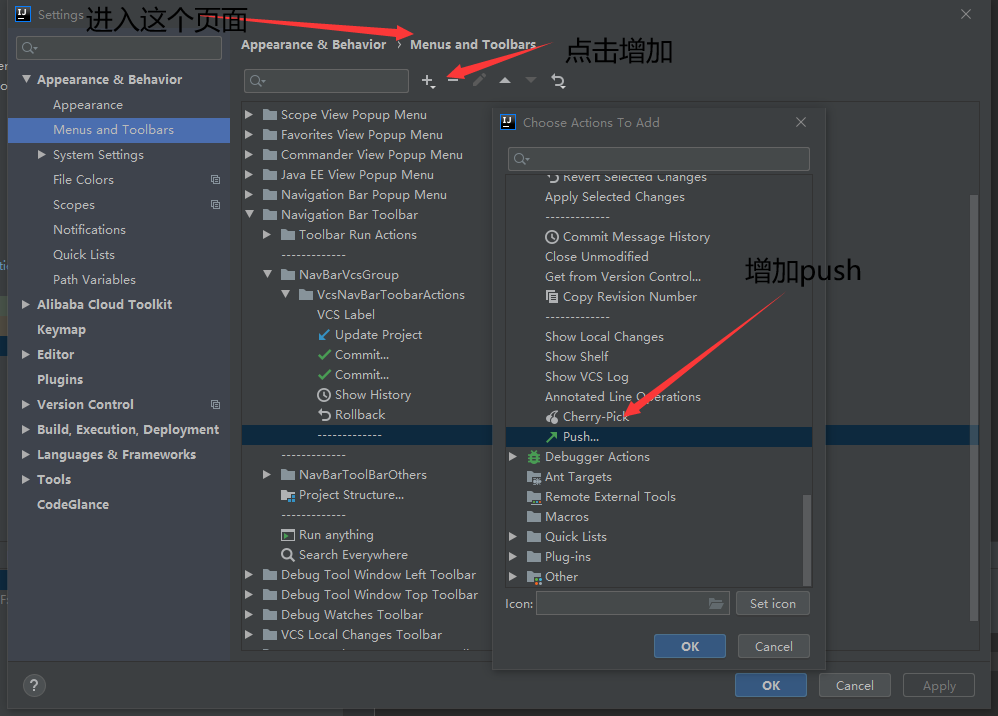 Settings
进入这个页面
Appearance & Behavior › Menus and Toolbars
点击增加
Appearance & Behavior
Appearance
Menus and Toolbars
System Settings
File Colors
Scopes
Notifications
Quick Lists
Path Variables
Alibaba Cloud Toolkit
Keymap
Editor
Plugins
Version Control
Build, Execution, Deployment
Languages & Frameworks
Tools
CodeGlance
Scope View Popup Menu
Favorites View Popup Menu
Commander View Popup Menu
Java EE View Popup Menu
Navigation Bar Popup Menu
Navigation Bar Toolbar
Toolbar Run Actions
-------------
NavBarVcsGroup
VcsNavBarToobarActions
VCS Label
Update Project
Commit...
Commit...
Show History
Rollback
-------------
-------------
NavBarToolBarOthers
Project Structure...
-------------
Run anything
Search Everywhere
Debug Tool Window Left Toolbar
Debug Tool Window Top Toolbar
Debug Watches Toolbar
VCS Local Changes Toolbar
Choose Actions To Add
Revert Selected Changes
Apply Selected Changes
-------------
Commit Message History
Close Unmodified
Get from Version Control...
Copy Revision Number
-------------
Show Local Changes
Show Shelf
Show VCS Log
Annotated Line Operations
Cherry-Pick
Push...
增加push
Debugger Actions
Ant Targets
Remote External Tools
Macros
Quick Lists
Plug-ins
Other
Icon:
Set icon
OK
Cancel
?
OK
Cancel
Apply